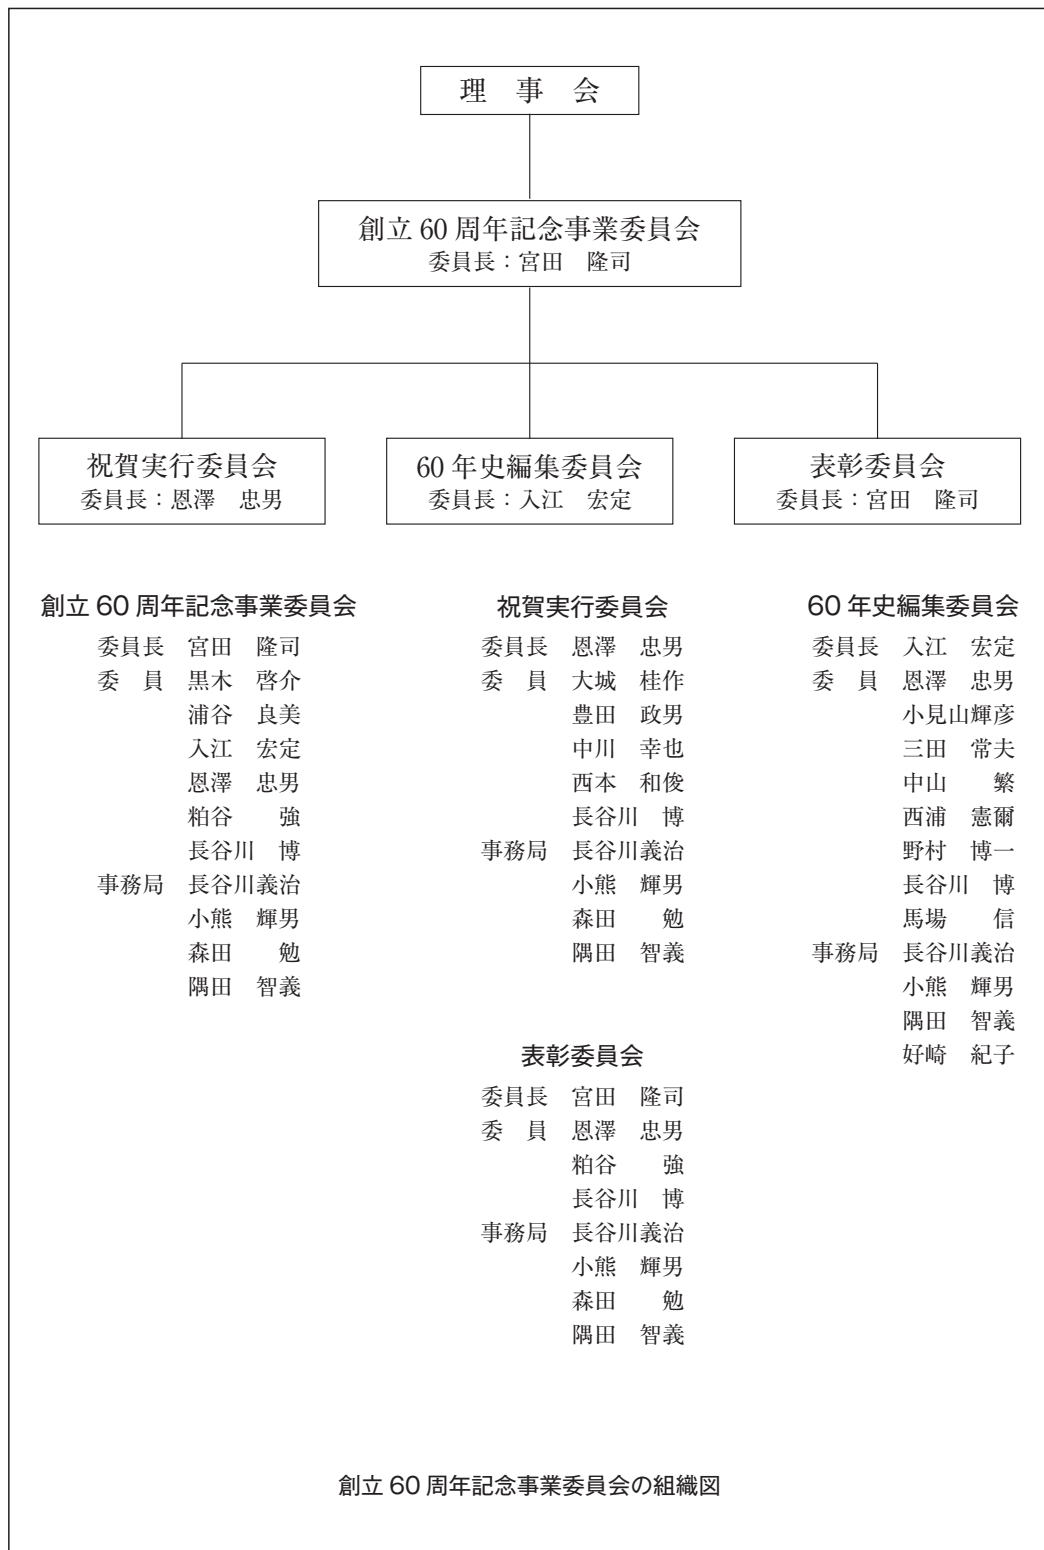 理　事　会
創立 60 周年記念事業委員会
委員長：宮田　隆司
祝賀実行委員会
委員長：恩澤　忠男
60 年史編集委員会
委員長：入江　宏定
表彰委員会
委員長：宮田　隆司
創立 60 周年記念事業委員会
委員長　宮田　隆司
委　員　黒木　啓介
浦谷　良美
入江　宏定
恩澤　忠男
粕谷　　強
長谷川　博
事務局　長谷川義治
小熊　輝男
森田　　勉
隅田　智義
祝賀実行委員会
委員長　恩澤　忠男
委　員　大城　桂作
豊田　政男
中川　幸也
西本　和俊
長谷川　博
事務局　長谷川義治
小熊　輝男
森田　　勉
隅田　智義
表彰委員会
委員長　宮田　隆司
委　員　恩澤　忠男
粕谷　　強
長谷川　博
事務局　長谷川義治
小熊　輝男
森田　　勉
隅田　智義
60 年史編集委員会
委員長　入江　宏定
委　員　恩澤　忠男
小見山輝彦
三田　常夫
中山　　繁
西浦　憲爾
野村　博一
長谷川　博
馬場　　信
事務局　長谷川義治
小熊　輝男
隅田　智義
好崎　紀子
創立 60 周年記念事業委員会の組織図